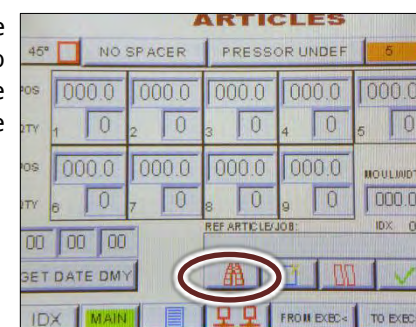 ARTICLES
45° NO SPACER PRESSOR UNDEF 5
POS 000.0 000.0 000.0 000.0 000.0
QTY 1 0 2 0 3 0 4 0 5 0
POS 000.0 000.0 000.0 000.0
QTY 6 0 7 0 8 0 9 0 000.0
REF ARTICLE/JOB: IDX 0
00 00 00
GET DATE DMY
IDX MAIN FROM EXEC< TO EXEC